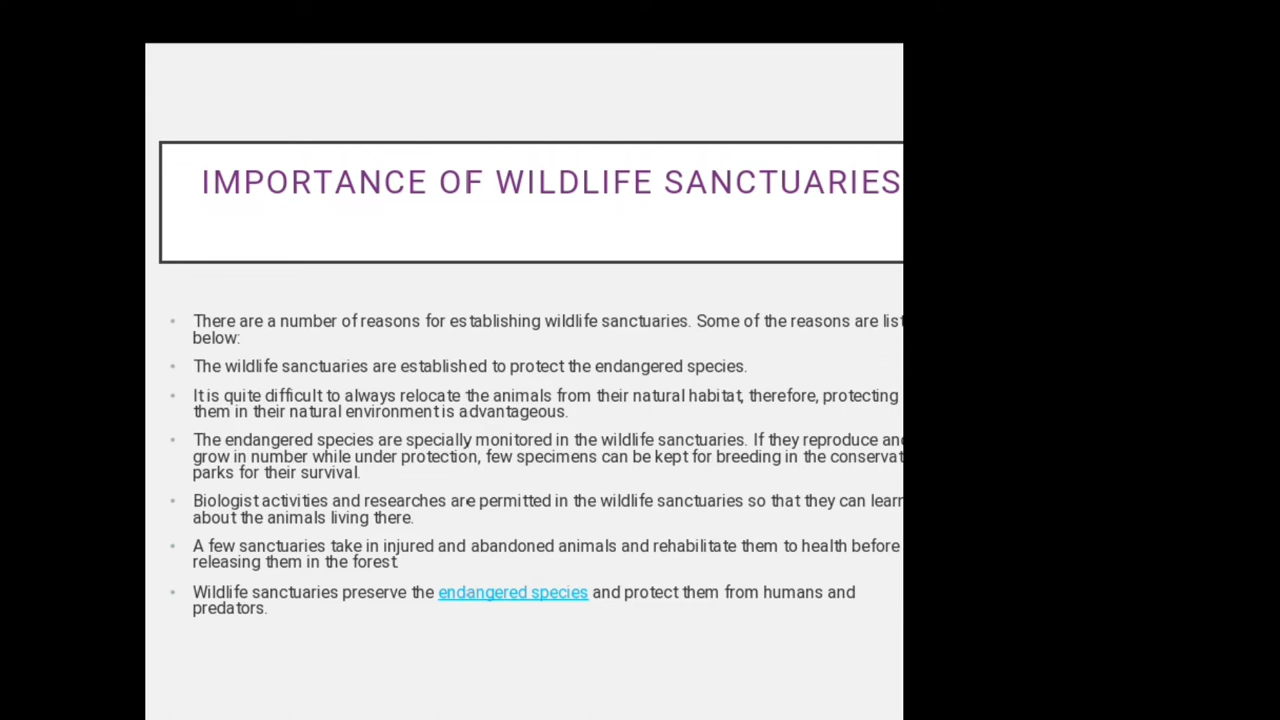 IMPORTANCE OF WILDLIFE SANCTUARIES
• There are a number of reasons for establishing wildlife sanctuaries. Some of the reasons are list
below:
• The wildlife sanctuaries are established to protect the endangered species.
• It is quite difficult to always relocate the animals from their natural habitat, therefore, protecting
them in their natural environment is advantageous.
• The endangered species are specially monitored in the wildlife sanctuaries. If they reproduce and
grow in number while under protection, few specimens can be kept for breeding in the conservat
parks for their survival.
• Biologist activities and researches are permitted in the wildlife sanctuaries so that they can learn
about the animals living there.
• A few sanctuaries take in injured and abandoned animals and rehabilitate them to health before
releasing them in the forest.
• Wildlife sanctuaries preserve the endangered species and protect them from humans and
predators.